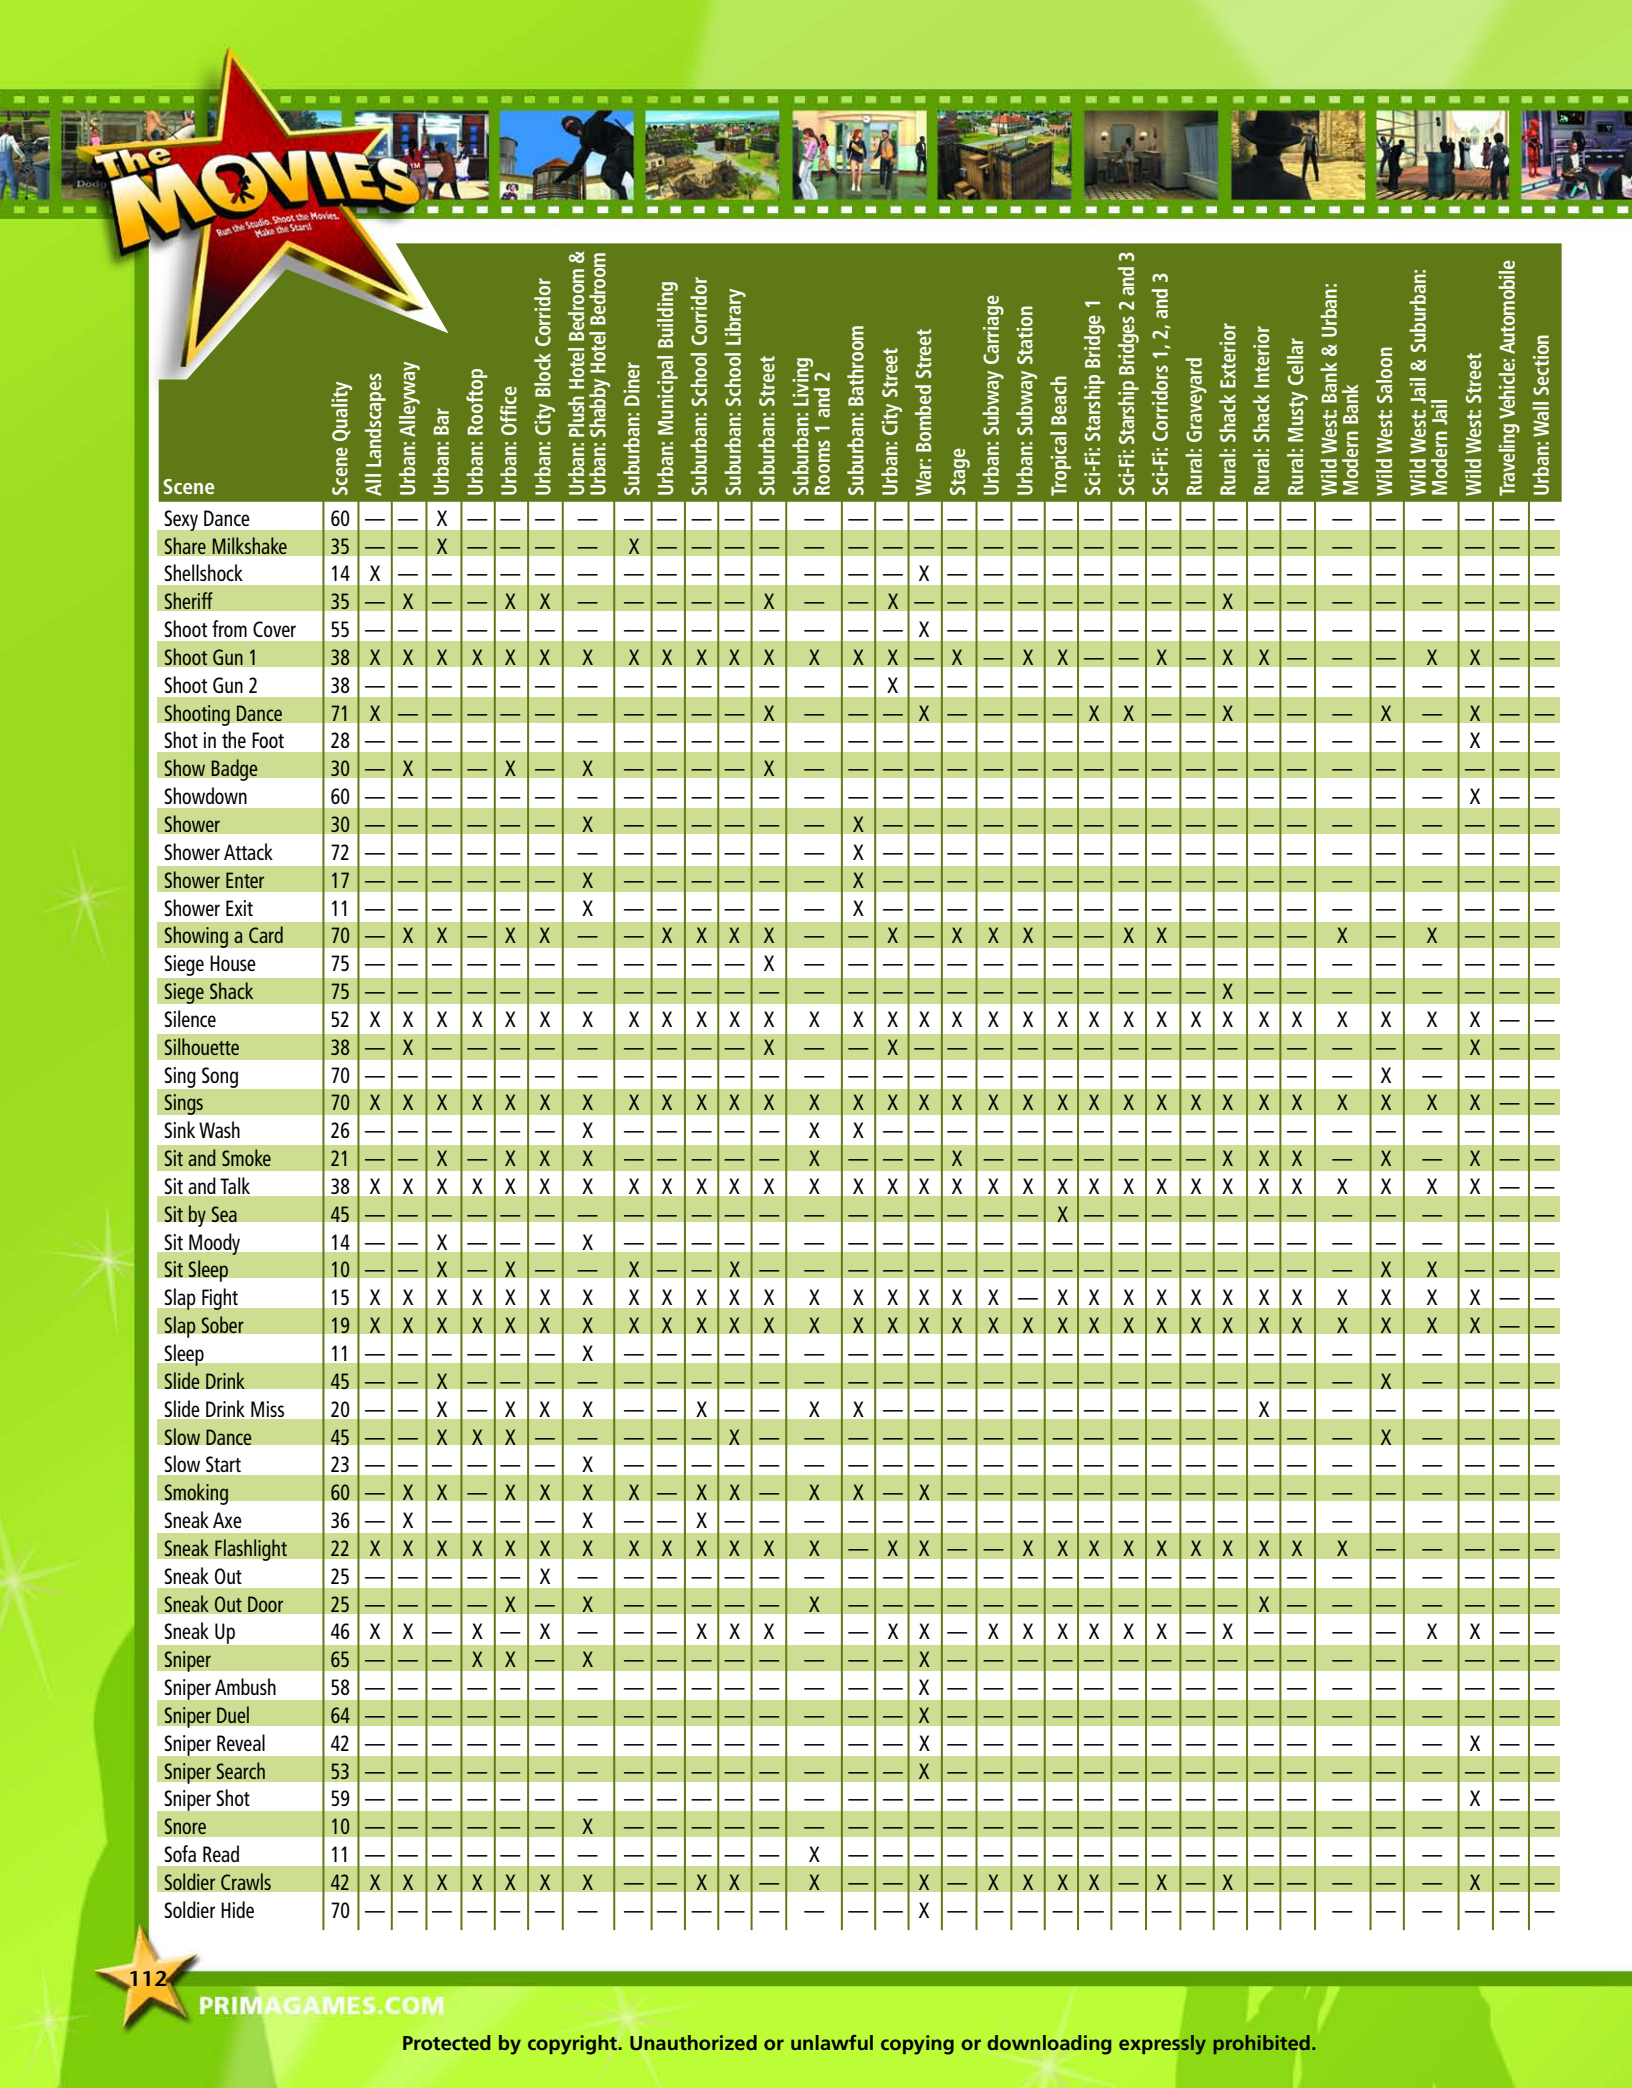 The
MOVIES™
Run the Studio. Shoot the Movies.
Make the Stars!
Scene
Scene Quality
All Landscapes
Urban: Alleyway
Urban: Bar
Urban: Rooftop
Urban: Office
Urban: City Block Corridor
Urban: Plush Hotel Bedroom &
Urban: Shabby Hotel Bedroom
Suburban: Diner
Urban: Municipal Building
Suburban: School Corridor
Suburban: School Library
Suburban: Street
Suburban: Living
Rooms 1 and 2
Suburban: Bathroom
Urban: City Street
War: Bombed Street
Stage
Urban: Subway Carriage
Urban: Subway Station
Tropical Beach
Sci-Fi: Starship Bridge 1
Sci-Fi: Starship Bridges 2 and 3
Sci-Fi: Corridors 1, 2, and 3
Rural: Graveyard
Rural: Shack Exterior
Rural: Shack Interior
Rural: Musty Cellar
Wild West: Bank & Urban:
Modern Bank
Wild West: Saloon
Wild West: Jail & Suburban:
Modern Jail
Wild West: Street
Traveling Vehicle: Automobile
Urban: Wall Section
Sexy Dance 60 — — X — — — — — — — — — — — — — — — — — — — — — — — — — — — — — —
Share Milkshake 35 — — X — — — — X — — — — — — — — — — — — — — — — — — — — — — — — —
Shellshock 14 X — — — — — — — — — — — — — — X — — — — — — — — — — — — — — — — —
Sheriff 35 — X — — X X — — — — — X — — X — — — — — — — — — X — — — — — — — —
Shoot from Cover 55 — — — — — — — — — — — — — — — X — — — — — — — — — — — — — — — — —
Shoot Gun 1 38 X X X X X X X X X X X X X X X — X — X X — — X — X X — — — X X — —
Shoot Gun 2 38 — — — — — — — — — — — — — — X — — — — — — — — — — — — — — — — — —
Shooting Dance 71 X — — — — — — — — — — X — — — X — — — — X X — — X — — — X — X — —
Shot in the Foot 28 — — — — — — — — — — — — — — — — — — — — — — — — — — — — — — X — —
Show Badge 30 — X — — X — X — — — — X — — — — — — — — — — — — — — — — — — — — —
Showdown 60 — — — — — — — — — — — — — — — — — — — — — — — — — — — — — — X — —
Shower 30 — — — — — — X — — — — — — X — — — — — — — — — — — — — — — — — — —
Shower Attack 72 — — — — — — — — — — — — — X — — — — — — — — — — — — — — — — — — —
Shower Enter 17 — — — — — — X — — — — — — X — — — — — — — — — — — — — — — — — — —
Shower Exit 11 — — — — — — X — — — — — — X — — — — — — — — — — — — — — — — — — —
Showing a Card 70 — X X — X X — — X X X X — — X — X X X — — X X — — — — X — X — — —
Siege House 75 — — — — — — — — — — — X — — — — — — — — — — — — — — — — — — — — —
Siege Shack 75 — — — — — — — — — — — — — — — — — — — — — — — — X — — — — — — — —
Silence 52 X X X X X X X X X X X X X X X X X X X X X X X X X X X X X X X — —
Silhouette 38 — X — — — — — — — — — X — — X — — — — — — — — — — — — — — — X — —
Sing Song 70 — — — — — — — — — — — — — — — — — — — — — — — — — — — — X — — — —
Sings 70 X X X X X X X X X X X X X X X X X X X X X X X X X X X X X X X — —
Sink Wash 26 — — — — — — X — — — — — X X — — — — — — — — — — — — — — — — — — —
Sit and Smoke 21 — — X — X X X — — — — — X — — — X — — — — — — — X X X — X — X — —
Sit and Talk 38 X X X X X X X X X X X X X X X X X X X X X X X X X X X X X X X — —
Sit by Sea 45 — — — — — — — — — — — — — — — — — — — X — — — — — — — — — — — — —
Sit Moody 14 — — X — — — X — — — — — — — — — — — — — — — — — — — — — — — — — —
Sit Sleep 10 — — X — X — — X — — X — — — — — — — — — — — — — — — — — X X — — —
Slap Fight 15 X X X X X X X X X X X X X X X X X X — X X X X X X X X X X X X — —
Slap Sober 19 X X X X X X X X X X X X X X X X X X X X X X X X X X X X X X X — —
Sleep 11 — — — — — — X — — — — — — — — — — — — — — — — — — — — — — — — — —
Slide Drink 45 — — X — — — — — — — — — — — — — — — — — — — — — — — — — X — — — —
Slide Drink Miss 20 — — X — X X X — — X — — X X — — — — — — — — — — — X — — — — — — —
Slow Dance 45 — — X X X — — — — — X — — — — — — — — — — — — — — — — — X — — — —
Slow Start 23 — — — — — — X — — — — — — — — — — — — — — — — — — — — — — — — — —
Smoking 60 — X X — X X X X — X X — X X — X — — — — — — — — — — — — — — — — —
Sneak Axe 36 — X — — — — X — — X — — — — — — — — — — — — — — — — — — — — — — —
Sneak Flashlight 22 X X X X X X X X X X X X X — X X — — X X X X X X X X X X — — — — —
Sneak Out 25 — — — — — X — — — — — — — — — — — — — — — — — — — — — — — — — — —
Sneak Out Door 25 — — — — X — X — — — — — X — — — — — — — — — — — — X — — — — — — —
Sneak Up 46 X X — X — X — — — X X X — — X X — X X X X X X — X — — — — X X — —
Sniper 65 — — — X X — X — — — — — — — — X — — — — — — — — — — — — — — — — —
Sniper Ambush 58 — — — — — — — — — — — — — — — X — — — — — — — — — — — — — — — — —
Sniper Duel 64 — — — — — — — — — — — — — — — X — — — — — — — — — — — — — — — — —
Sniper Reveal 42 — — — — — — — — — — — — — — — X — — — — — — — — — — — — — — X — —
Sniper Search 53 — — — — — — — — — — — — — — — X — — — — — — — — — — — — — — — — —
Sniper Shot 59 — — — — — — — — — — — — — — — — — — — — — — — — — — — — — — X — —
Snore 10 — — — — — — X — — — — — — — — — — — — — — — — — — — — — — — — — —
Sofa Read 11 — — — — — — — — — — — — X — — — — — — — — — — — — — — — — — — — —
Soldier Crawls 42 X X X X X X X — — X X — X — — X — X X X X — X — X — — — — — X — —
Soldier Hide 70 — — — — — — — — — — — — — — — X — — — — — — — — — — — — — — — — —
112
PRIMAGAMES.COM
Protected by copyright. Unauthorized or unlawful copying or downloading expressly prohibited.